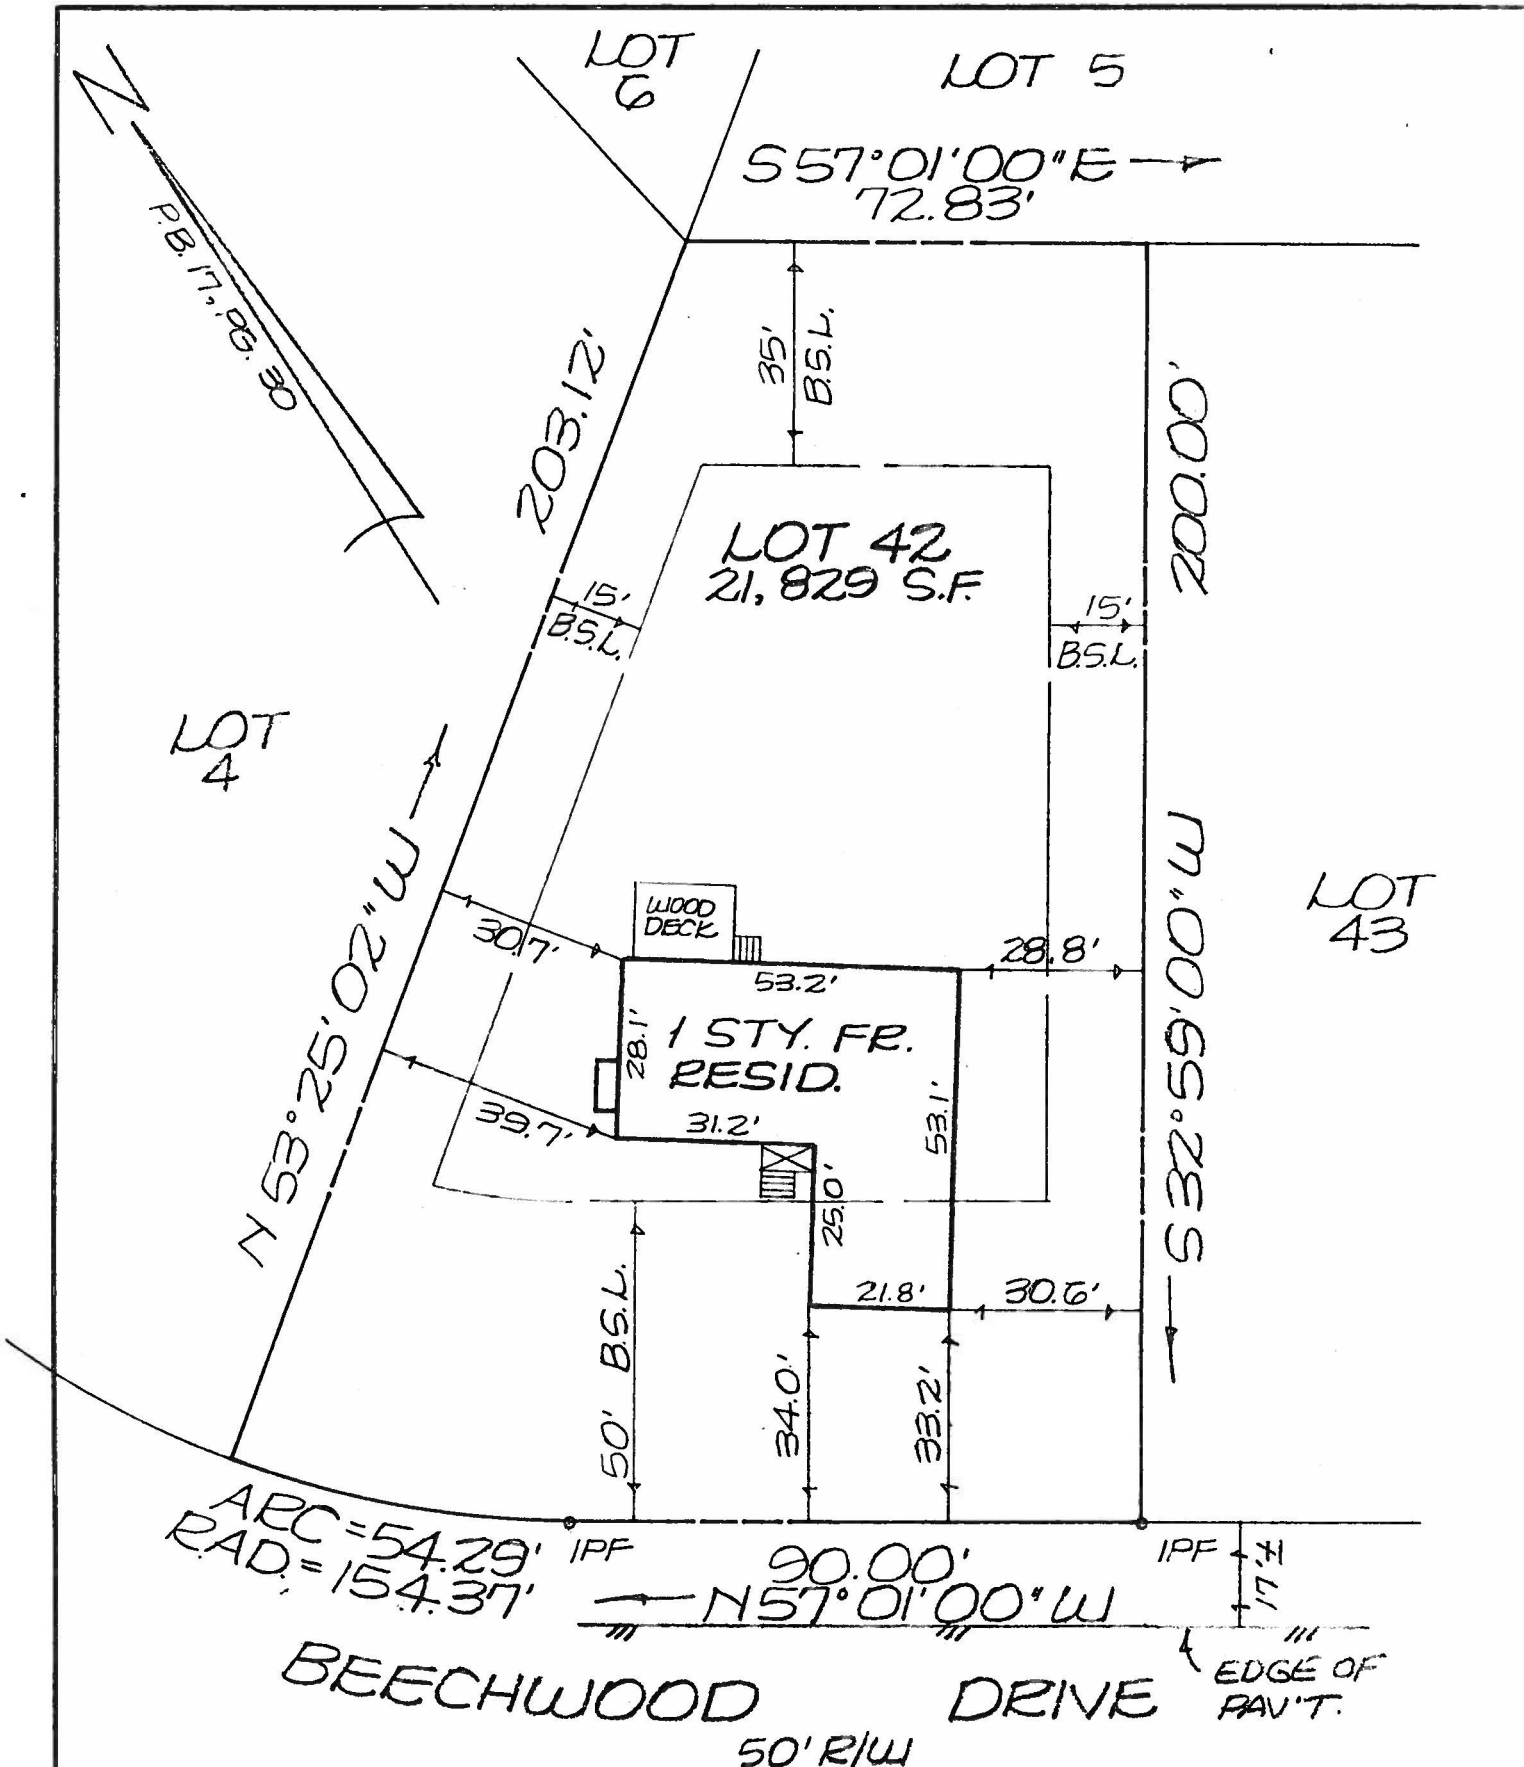 LOT
6
LOT 5
S57°01'00"E
72.83'
N
P.B. 17, PG. 30
203.12'
35'
B.S.L.
200.00'
LOT 42
21,829 S.F.
15'
B.S.L.
15'
B.S.L.
LOT
4
N 53°25'02" W
S 32°59'00" W
LOT
43
WOOD
DECK
30.7'
28.8'
53.2'
28.1'
1 STY. FR.
RESID.
39.7'
31.2'
53.1'
25.0'
21.8'
30.6'
50' B.S.L.
34.0'
33.2'
ARC=54.29'
RAD.=154.37'
IPF
90.00'
N57°01'00"W
IPF
17'±
BEECHWOOD DRIVE
EDGE OF
PAV'T.
50' R/W